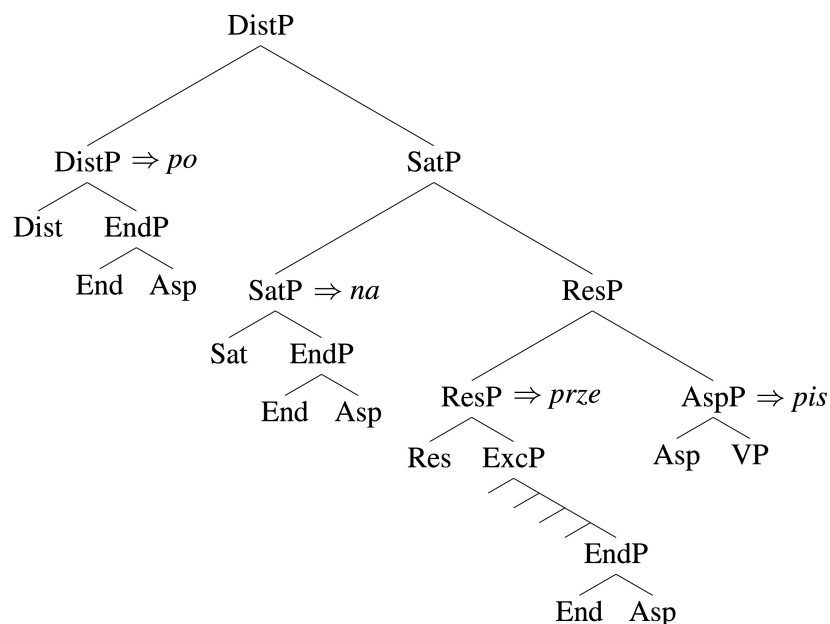 DistP
DistP ⇒ po SatP
Dist EndP
End Asp SatP ⇒ na ResP
Sat EndP
End Asp ResP ⇒ prze AspP ⇒ pis
Res ExcP Asp VP
EndP
End Asp